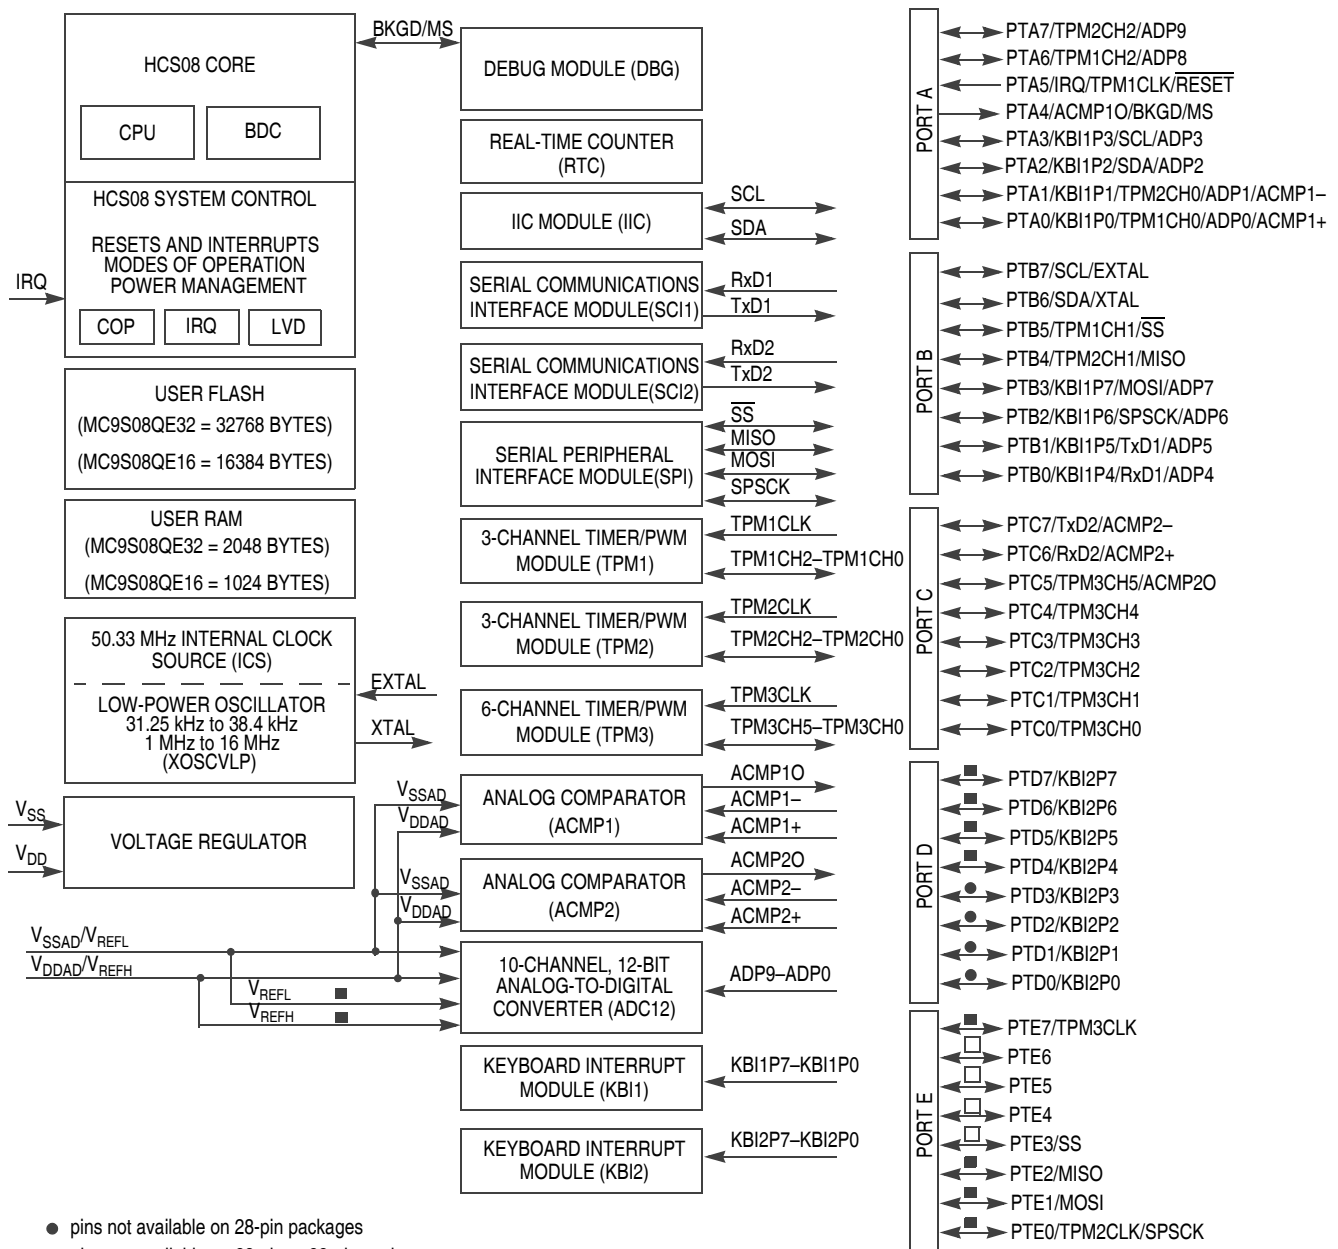 HCS08 CORE
CPU
BDC
HCS08 SYSTEM CONTROL
RESETS AND INTERRUPTS
MODES OF OPERATION
POWER MANAGEMENT
COP
IRQ
LVD
IRQ
USER FLASH
(MC9S08QE32 = 32768 BYTES)
(MC9S08QE16 = 16384 BYTES)
USER RAM
(MC9S08QE32 = 2048 BYTES)
(MC9S08QE16 = 1024 BYTES)
50.33 MHz INTERNAL CLOCK
SOURCE (ICS)
LOW-POWER OSCILLATOR
31.25 kHz to 38.4 kHz
1 MHz to 16 MHz
(XOSCVLP)
EXTAL
XTAL
VSS
VDD
VOLTAGE REGULATOR
VSSAD/VREFL
VDDAD/VREFH
VREFL
VREFH
BKGD/MS
DEBUG MODULE (DBG)
REAL-TIME COUNTER
(RTC)
IIC MODULE (IIC)
SCL
SDA
SERIAL COMMUNICATIONS
INTERFACE MODULE(SCI1)
RxD1
TxD1
SERIAL COMMUNICATIONS
INTERFACE MODULE(SCI2)
RxD2
TxD2
SERIAL PERIPHERAL
INTERFACE MODULE(SPI)
SS
MISO
MOSI
SPSCK
3-CHANNEL TIMER/PWM
MODULE (TPM1)
TPM1CLK
TPM1CH2–TPM1CH0
3-CHANNEL TIMER/PWM
MODULE (TPM2)
TPM2CLK
TPM2CH2–TPM2CH0
6-CHANNEL TIMER/PWM
MODULE (TPM3)
TPM3CLK
TPM3CH5–TPM3CH0
VSSAD
VDDAD
ANALOG COMPARATOR
(ACMP1)
ACMP1O
ACMP1–
ACMP1+
VSSAD
VDDAD
ANALOG COMPARATOR
(ACMP2)
ACMP2O
ACMP2–
ACMP2+
10-CHANNEL, 12-BIT
ANALOG-TO-DIGITAL
CONVERTER (ADC12)
ADP9–ADP0
KEYBOARD INTERRUPT
MODULE (KBI1)
KBI1P7–KBI1P0
KEYBOARD INTERRUPT
MODULE (KBI2)
KBI2P7–KBI2P0
PORT A
PTA7/TPM2CH2/ADP9
PTA6/TPM1CH2/ADP8
PTA5/IRQ/TPM1CLK/RESET
PTA4/ACMP1O/BKGD/MS
PTA3/KBI1P3/SCL/ADP3
PTA2/KBI1P2/SDA/ADP2
PTA1/KBI1P1/TPM2CH0/ADP1/ACMP1–
PTA0/KBI1P0/TPM1CH0/ADP0/ACMP1+
PORT B
PTB7/SCL/EXTAL
PTB6/SDA/XTAL
PTB5/TPM1CH1/SS
PTB4/TPM2CH1/MISO
PTB3/KBI1P7/MOSI/ADP7
PTB2/KBI1P6/SPSCK/ADP6
PTB1/KBI1P5/TxD1/ADP5
PTB0/KBI1P4/RxD1/ADP4
PORT C
PTC7/TxD2/ACMP2–
PTC6/RxD2/ACMP2+
PTC5/TPM3CH5/ACMP2O
PTC4/TPM3CH4
PTC3/TPM3CH3
PTC2/TPM3CH2
PTC1/TPM3CH1
PTC0/TPM3CH0
PORT D
PTD7/KBI2P7
PTD6/KBI2P6
PTD5/KBI2P5
PTD4/KBI2P4
PTD3/KBI2P3
PTD2/KBI2P2
PTD1/KBI2P1
PTD0/KBI2P0
PORT E
PTE7/TPM3CLK
PTE6
PTE5
PTE4
PTE3/SS
PTE2/MISO
PTE1/MOSI
PTE0/TPM2CLK/SPSCK
pins not available on 28-pin packages